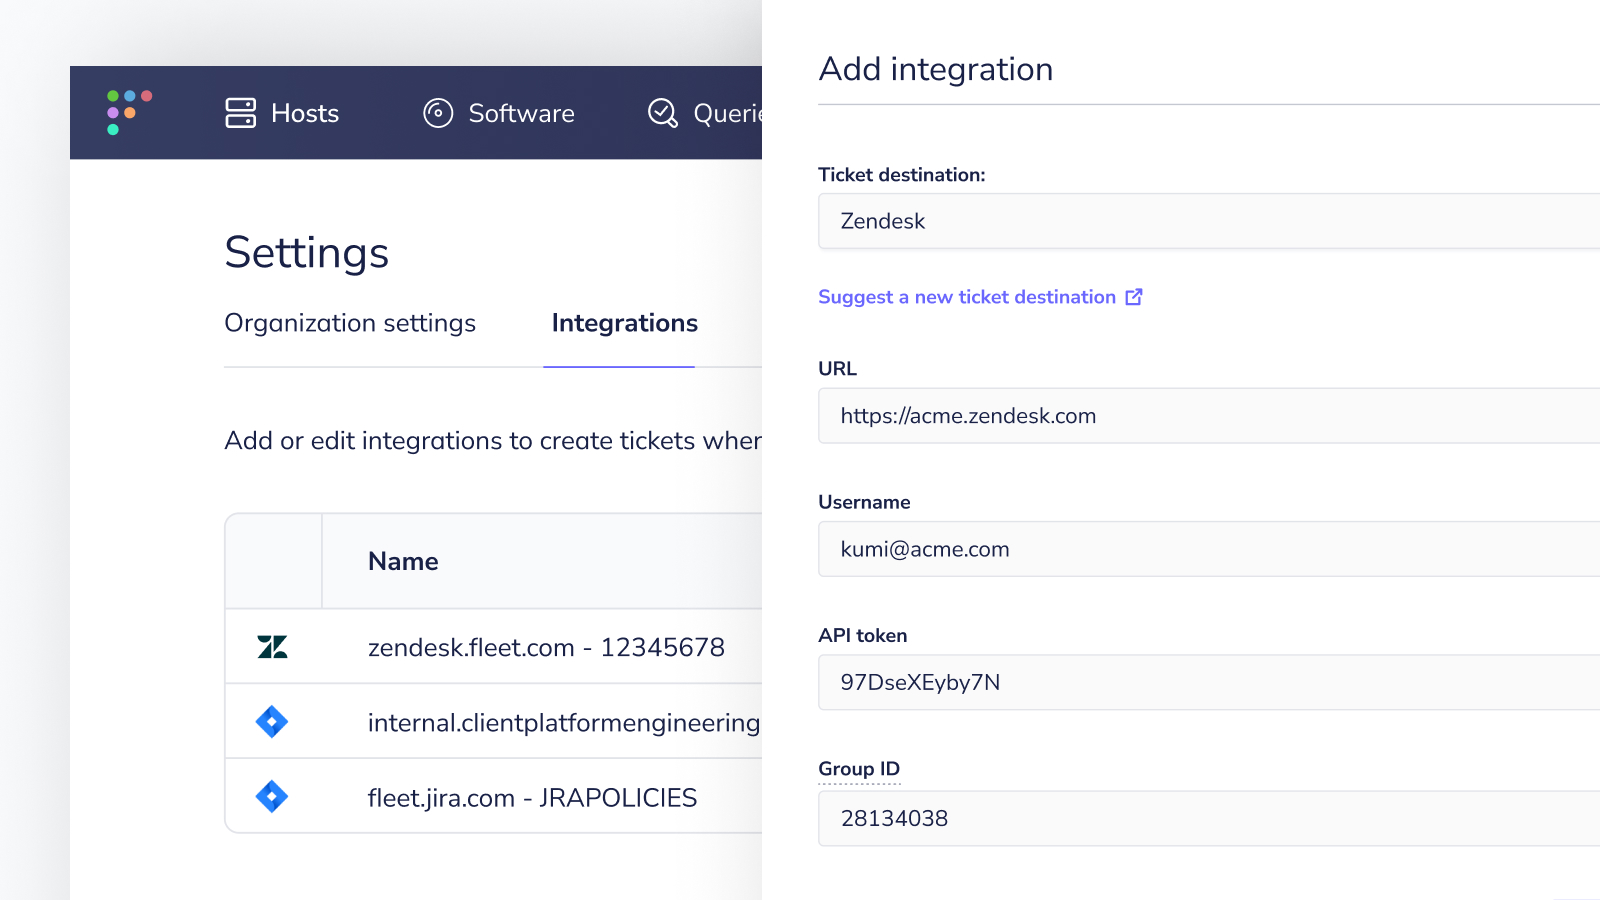 Hosts
Software
Settings
Organization settings
Integrations
Add or edit integrations to create tickets
Name
zendesk.fleet.com - 12345678
internal.clientplatformengineering
fleet.jira.com - JRAPOLICIES
Add integration
Ticket destination:
Zendesk
Suggest a new ticket destination
URL
https://acme.zendesk.com
Username
kumi@acme.com
API token
97DseXEyby7N
Group ID
28134038